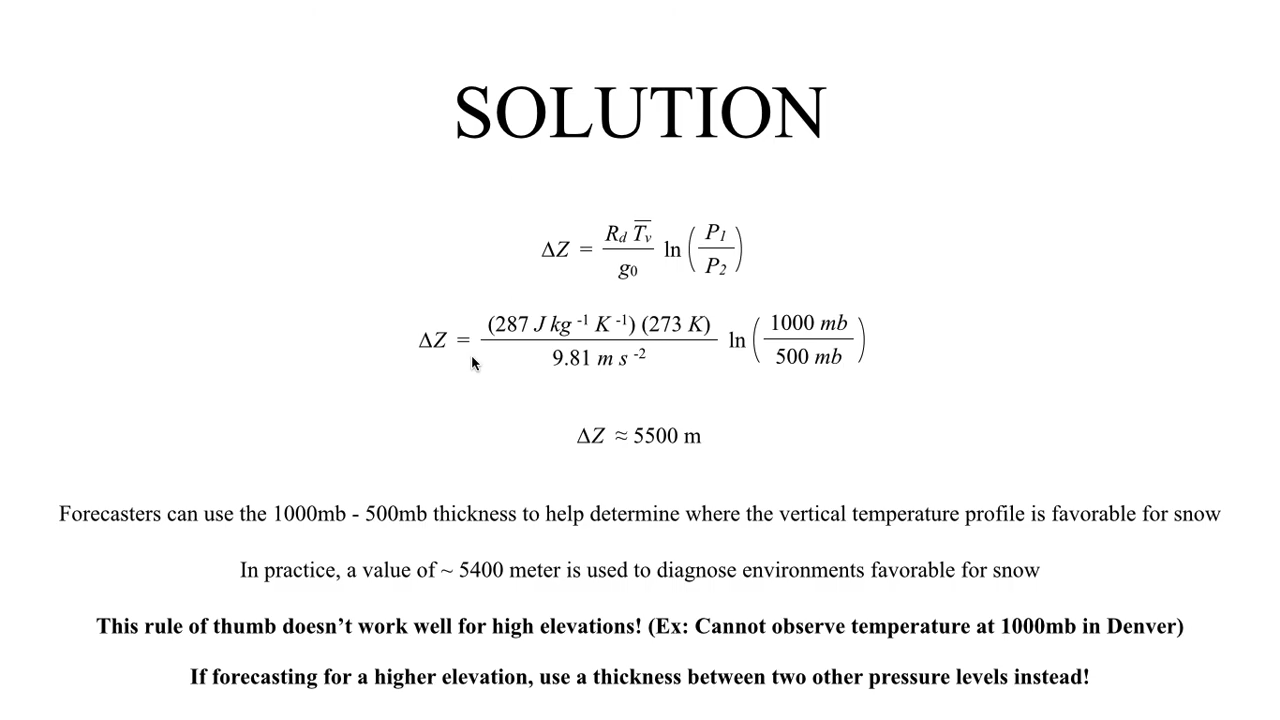 SOLUTION
ΔZ = R_d T̅_v / g_0 ln ( P_1 / P_2 )
ΔZ = (287 J kg ^-1 K ^-1) (273 K) / 9.81 m s ^-2 ln ( 1000 mb / 500 mb )
ΔZ ≈ 5500 m
Forecasters can use the 1000mb - 500mb thickness to help determine where the vertical temperature profile is favorable for snow
In practice, a value of ~ 5400 meter is used to diagnose environments favorable for snow
This rule of thumb doesn’t work well for high elevations! (Ex: Cannot observe temperature at 1000mb in Denver)
If forecasting for a higher elevation, use a thickness between two other pressure levels instead!